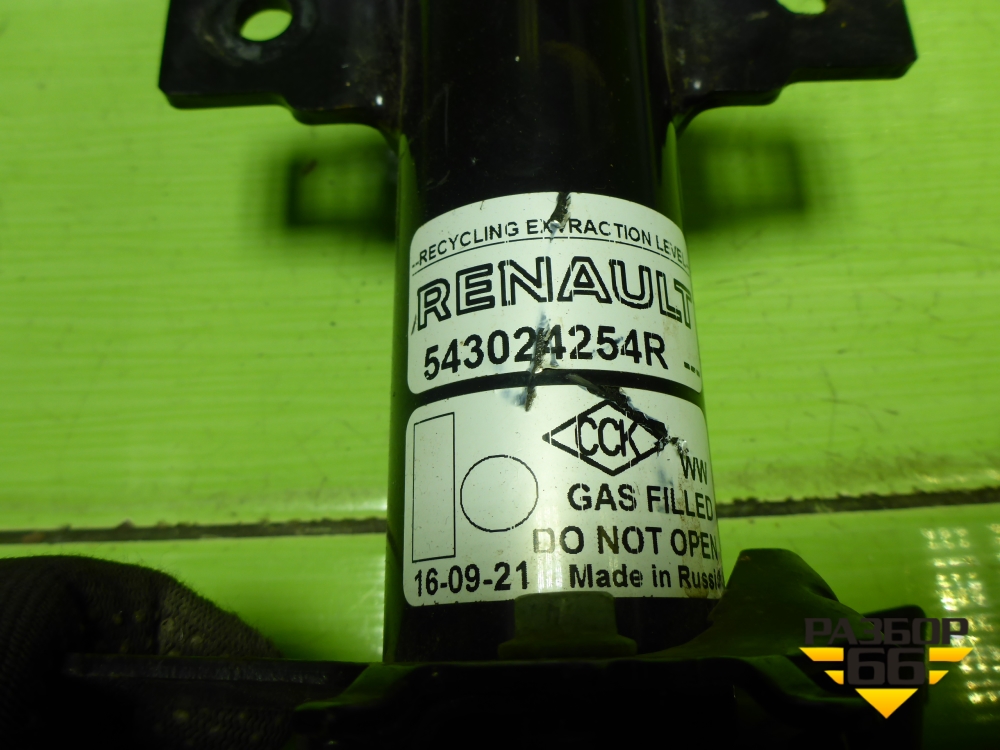 --RECYCLING EXTRACTION LEVEL
RENAULT
543024254R --
CCK
WW
GAS FILLED
DO NOT OPEN
16-09-21 Made in Russia
РАЗБОР
66